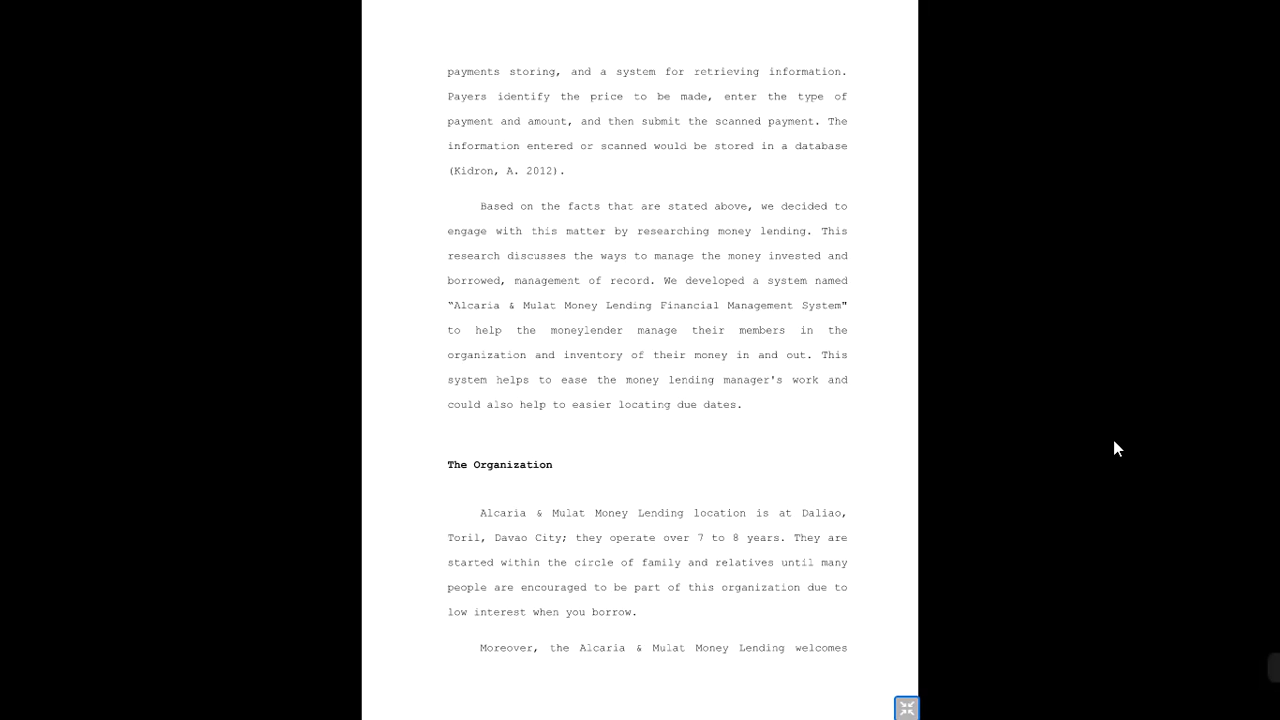 payments storing, and a system for retrieving information.
Payers identify the price to be made, enter the type of
payment and amount, and then submit the scanned payment. The
information entered or scanned would be stored in a database
(Kidron, A. 2012).
Based on the facts that are stated above, we decided to
engage with this matter by researching money lending. This
research discusses the ways to manage the money invested and
borrowed, management of record. We developed a system named
“Alcaria & Mulat Money Lending Financial Management System"
to help the moneylender manage their members in the
organization and inventory of their money in and out. This
system helps to ease the money lending manager's work and
could also help to easier locating due dates.
The Organization
Alcaria & Mulat Money Lending location is at Daliao,
Toril, Davao City; they operate over 7 to 8 years. They are
started within the circle of family and relatives until many
people are encouraged to be part of this organization due to
low interest when you borrow.
Moreover, the Alcaria & Mulat Money Lending welcomes